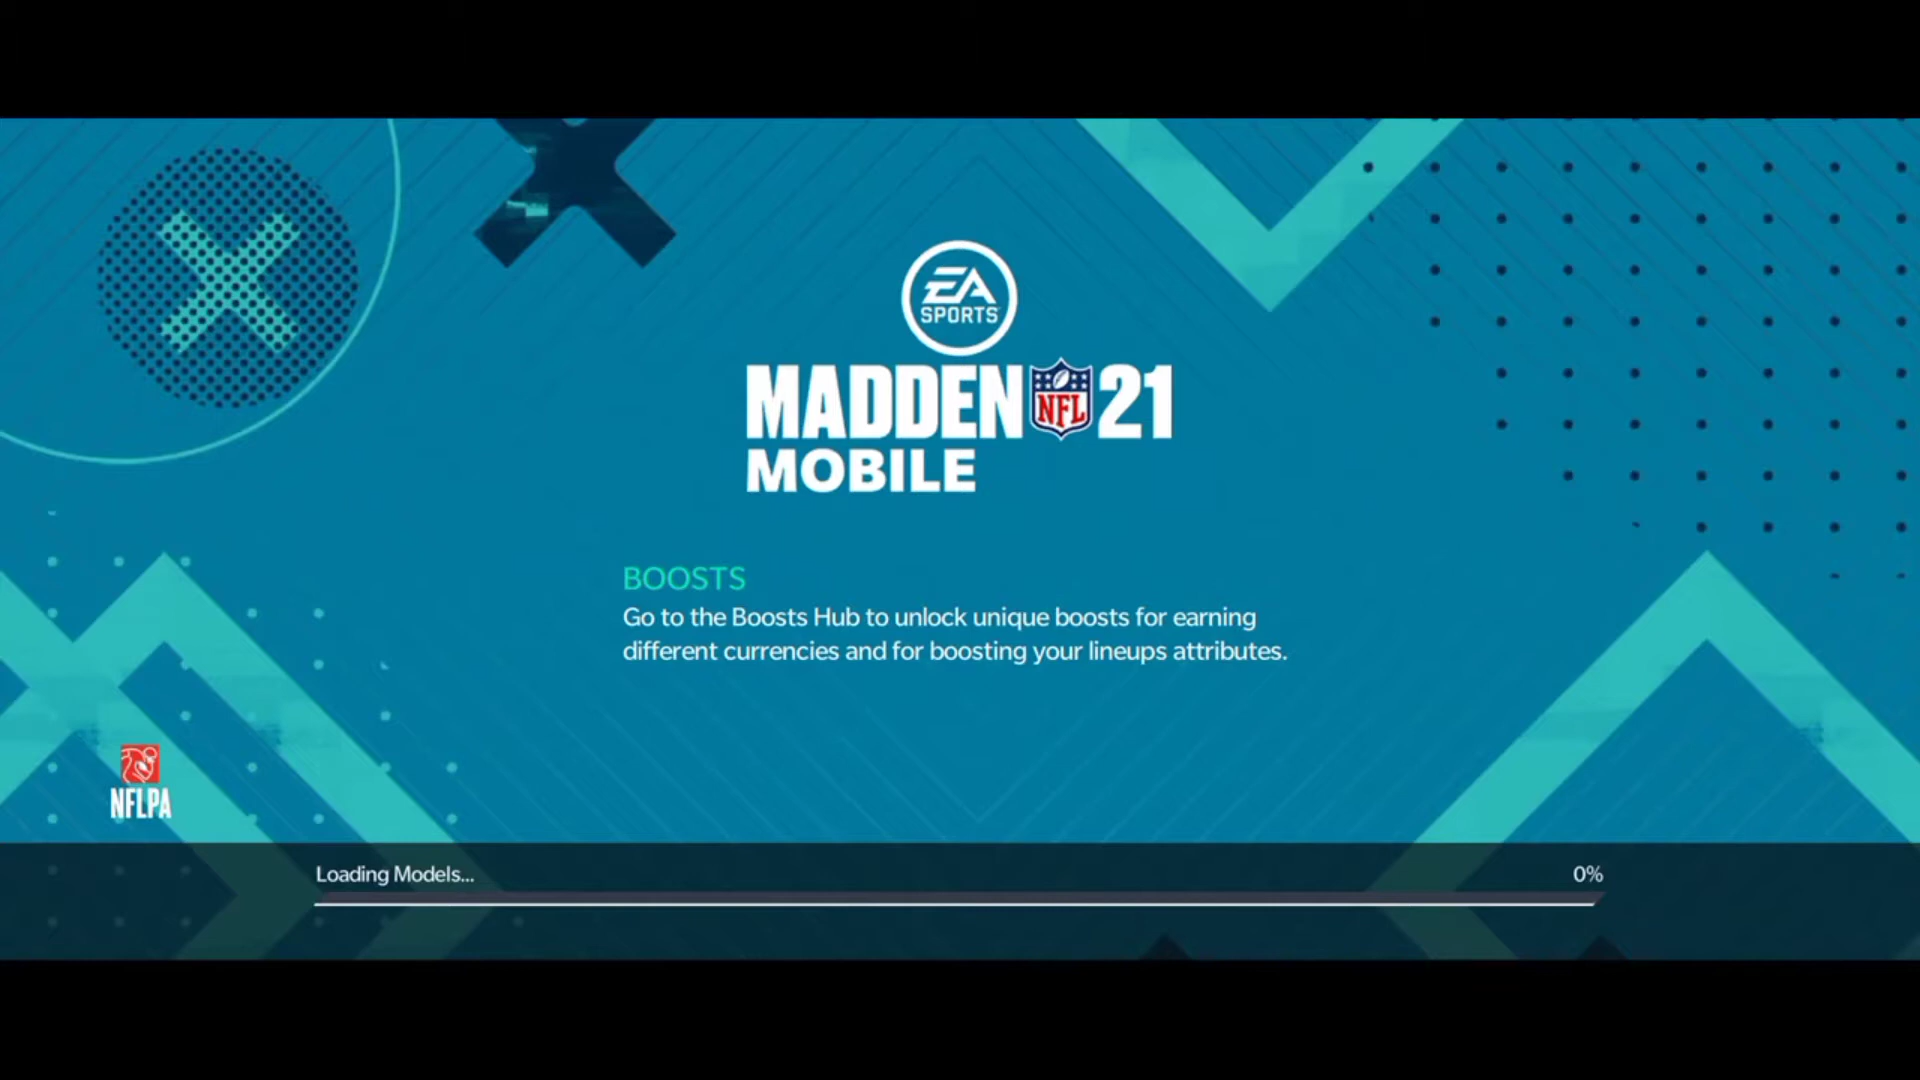 EA
SPORTS
MADDEN NFL 21
MOBILE
BOOSTS
Go to the Boosts Hub to unlock unique boosts for earning
different currencies and for boosting your lineups attributes.
NFLPA
Loading Models... 0%